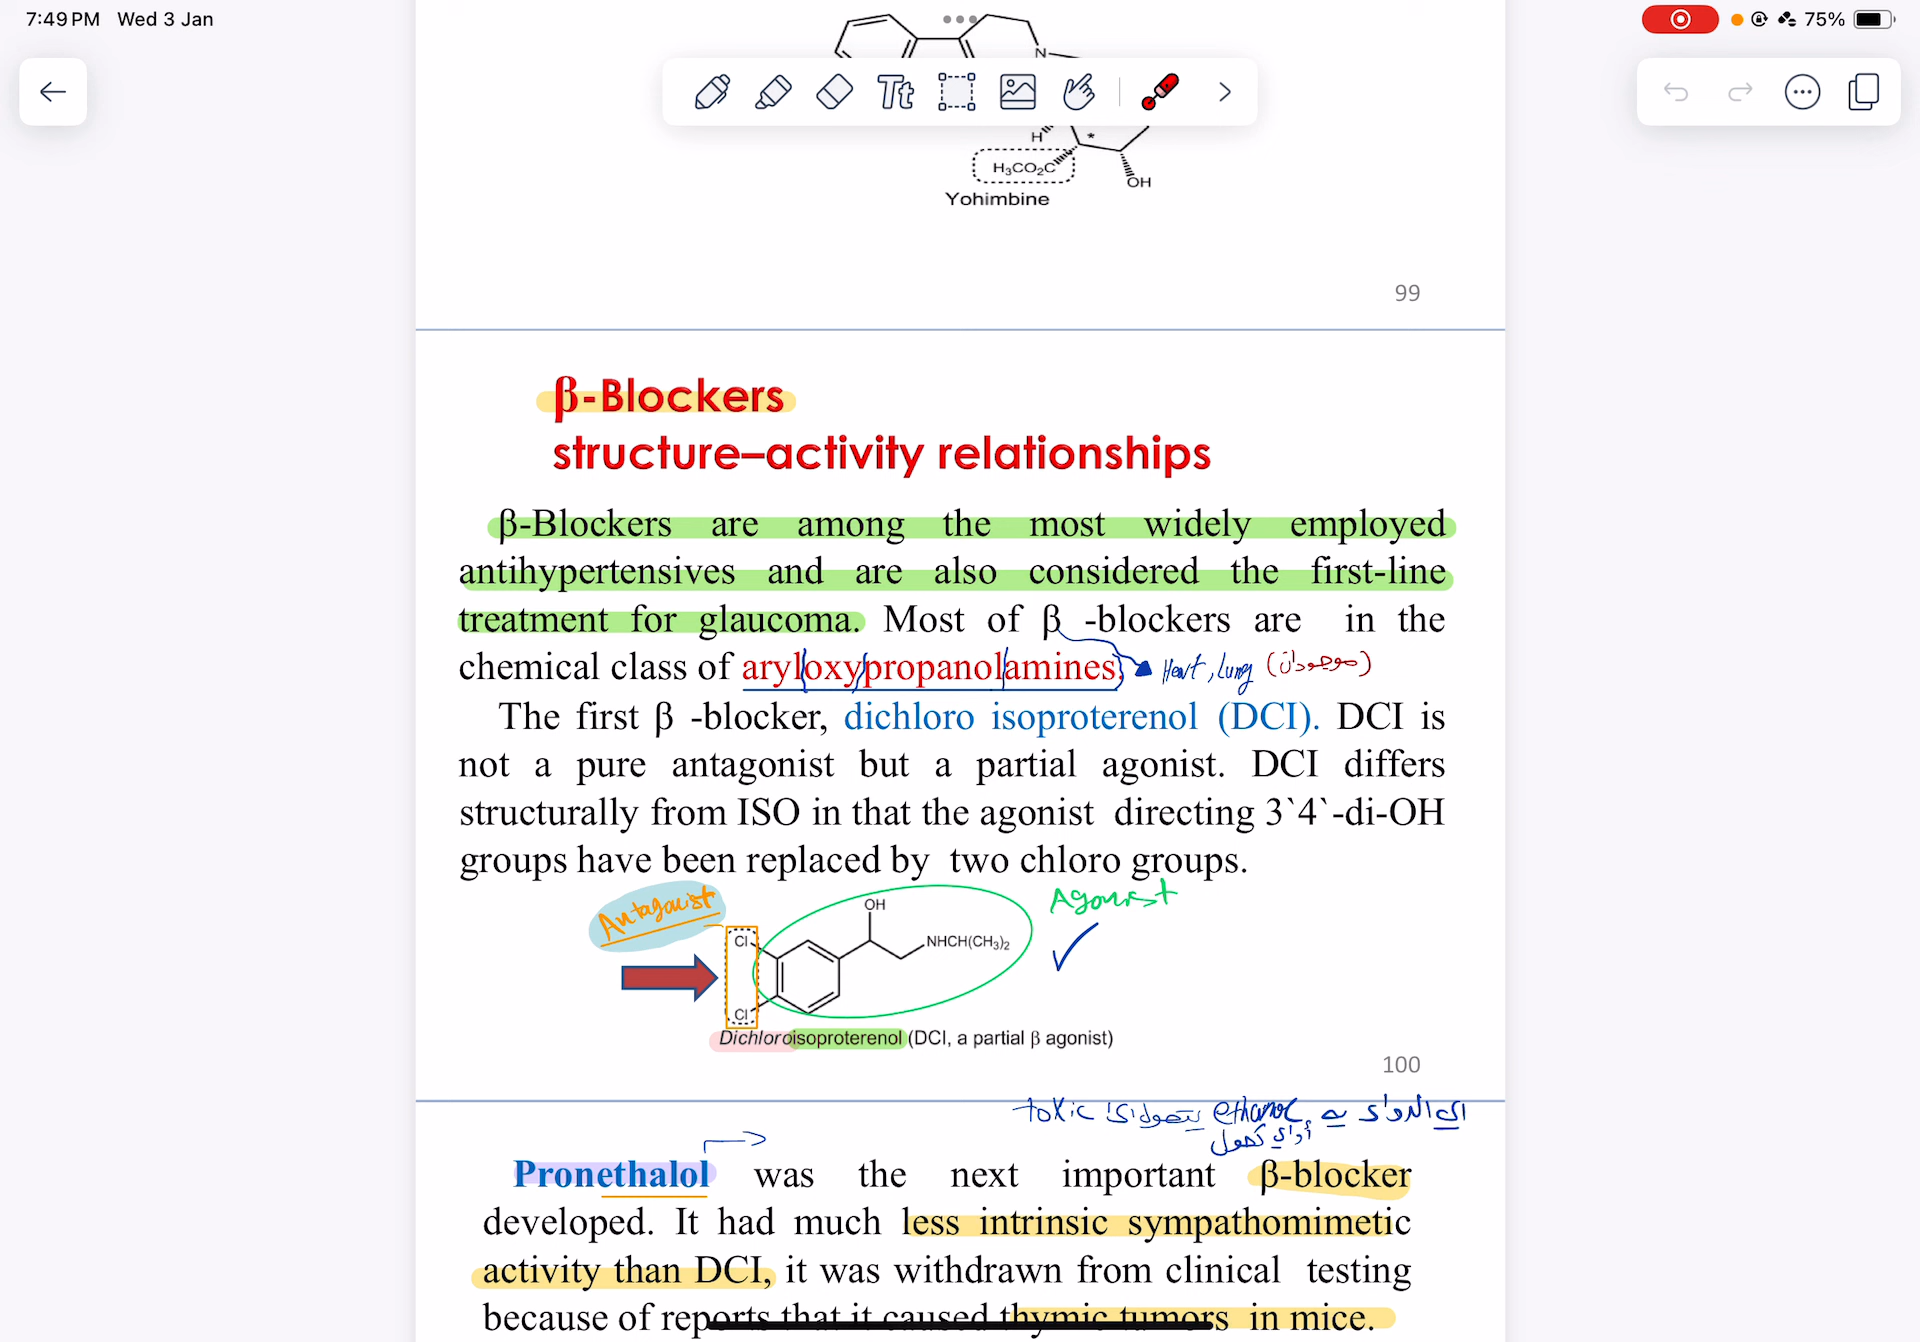 7:49 PM Wed 3 Jan
75%
Tt
N
H
*
H₃CO₂C
OH
Yohimbine
99
β-Blockers
structure–activity relationships
β-Blockers are among the most widely employed
antihypertensives and are also considered the first-line
treatment for glaucoma. Most of β -blockers are in the
chemical class of aryloxypropanolamines. Heart, Lung (موجودان)
The first β -blocker, dichloro isoproterenol (DCI). DCI is
not a pure antagonist but a partial agonist. DCI differs
structurally from ISO in that the agonist directing 3`4`-di-OH
groups have been replaced by two chloro groups.
Antagonist
Agonist
OH
Cl
NHCH(CH₃)₂
Cl
Dichloroisoproterenol (DCI, a partial β agonist)
100
ethanol toxic
Pronethalol was the next important β-blocker
developed. It had much less intrinsic sympathomimetic
activity than DCI, it was withdrawn from clinical testing
because of reports that it caused thymic tumors in mice.